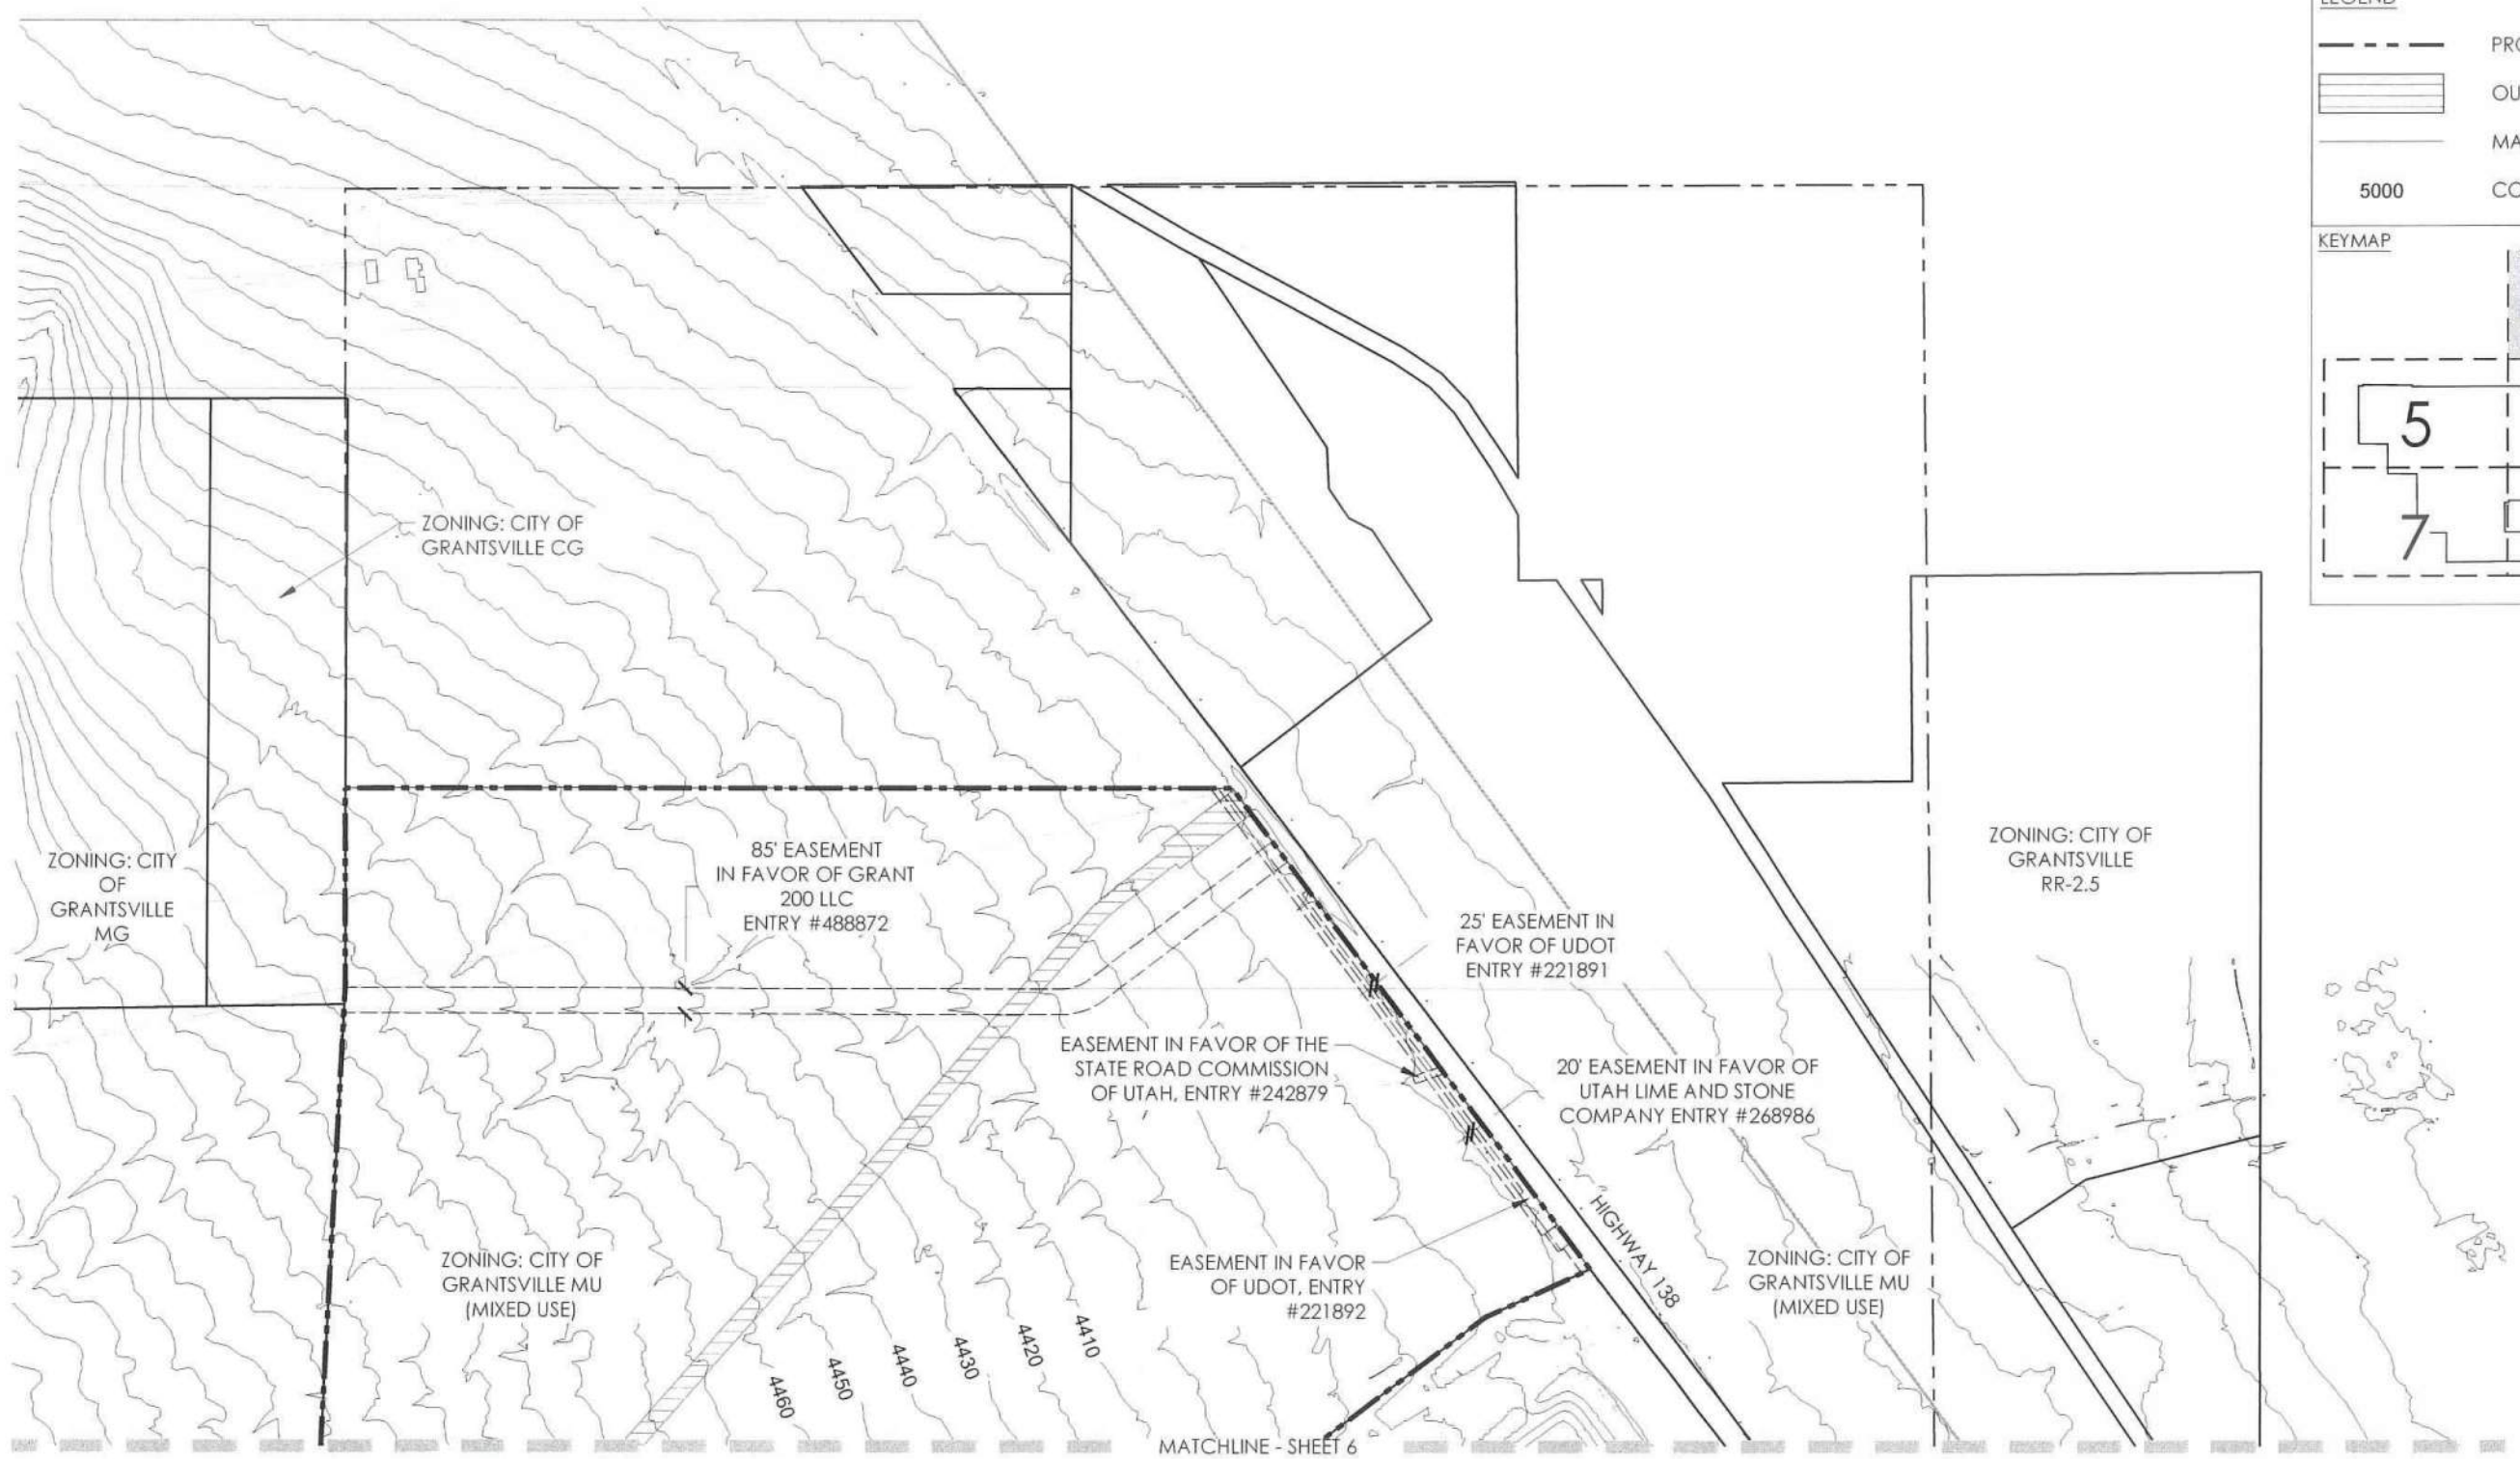 LEGEND
5000
KEYMAP
5
7
ZONING: CITY OF
GRANTSVILLE CG
ZONING: CITY
OF
GRANTSVILLE
MG
85' EASEMENT
IN FAVOR OF GRANT
200 LLC
ENTRY #488872
ZONING: CITY OF
GRANTSVILLE
RR-2.5
25' EASEMENT IN
FAVOR OF UDOT
ENTRY #221891
EASEMENT IN FAVOR OF THE
STATE ROAD COMMISSION
OF UTAH, ENTRY #242879
20' EASEMENT IN FAVOR OF
UTAH LIME AND STONE
COMPANY ENTRY #268986
HIGHWAY 138
EASEMENT IN FAVOR
OF UDOT, ENTRY
#221892
ZONING: CITY OF
GRANTSVILLE MU
(MIXED USE)
ZONING: CITY OF
GRANTSVILLE MU
(MIXED USE)
4460
4450
4440
4430
4420
4410
MATCHLINE - SHEET 6